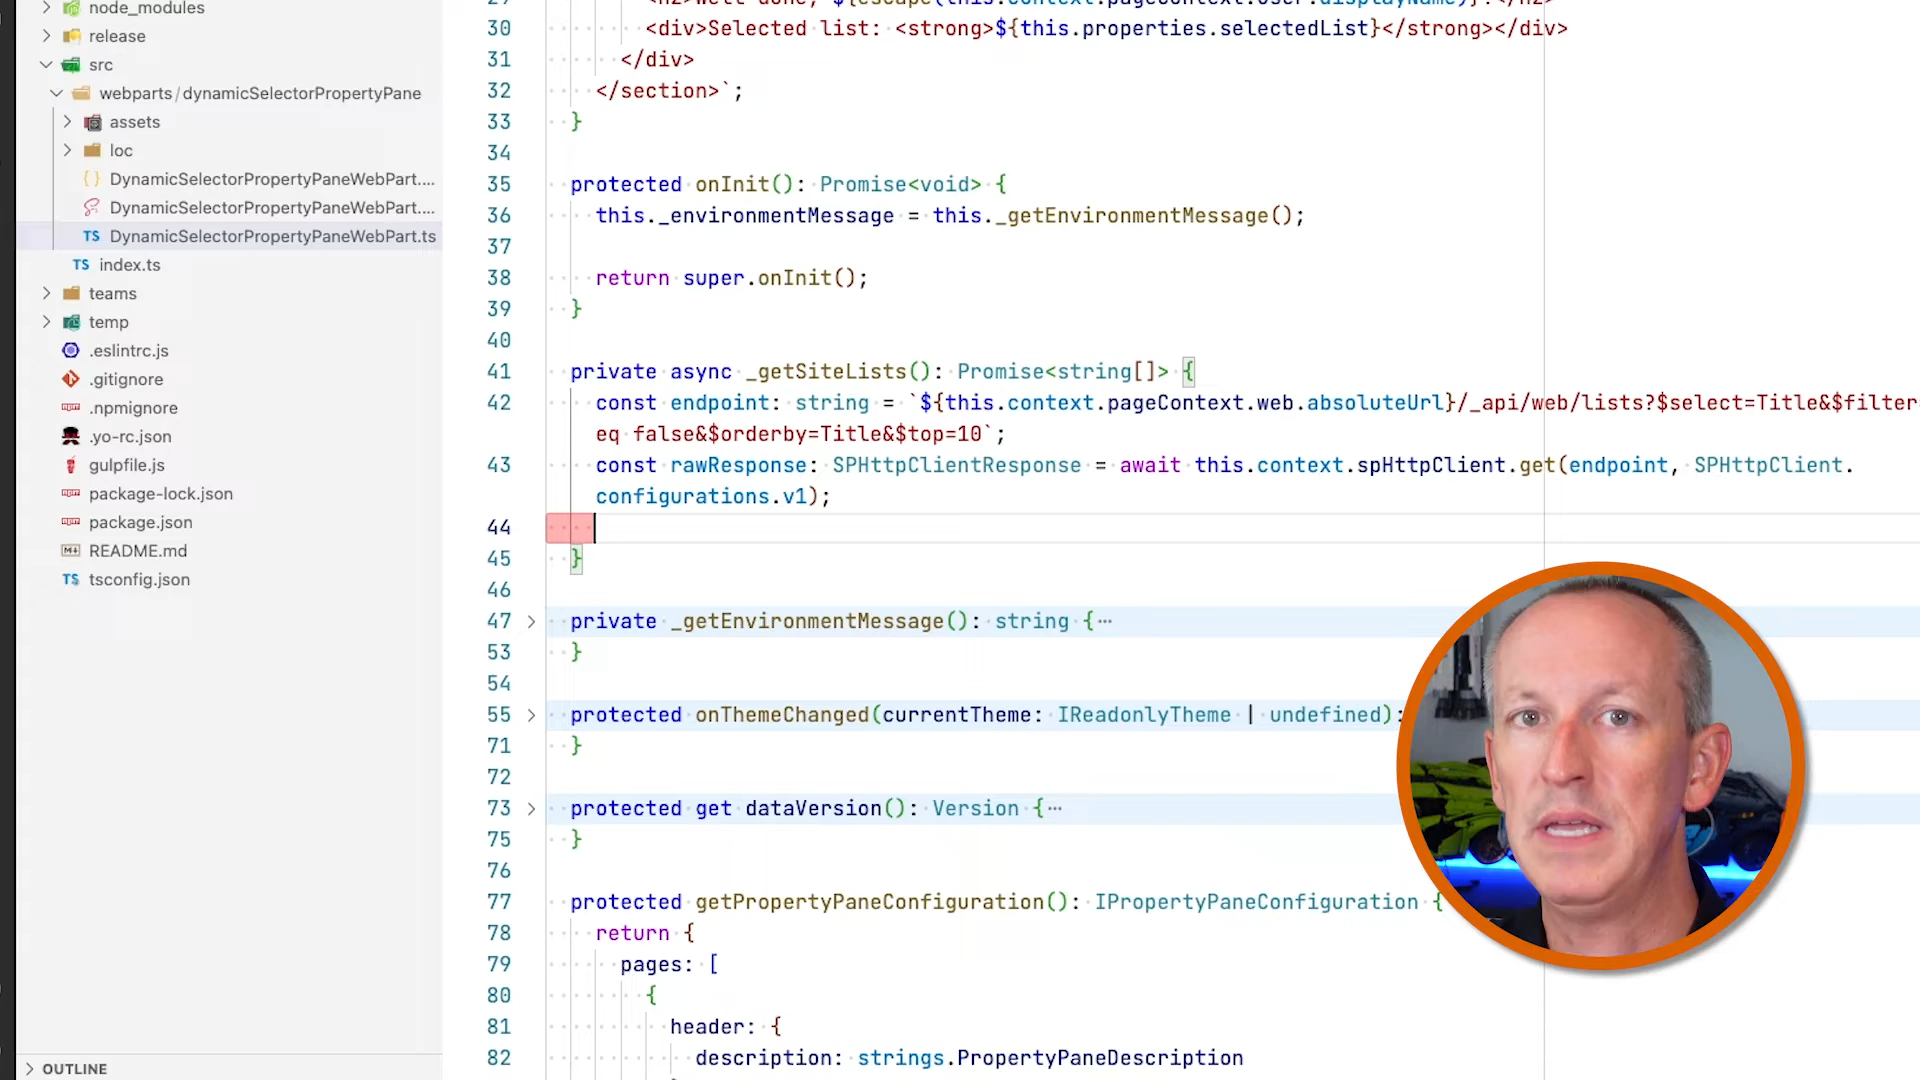 node_modules
release
src
webparts/dynamicSelectorPropertyPane
assets
loc
DynamicSelectorPropertyPaneWebPart....
DynamicSelectorPropertyPaneWebPart....
TS DynamicSelectorPropertyPaneWebPart.ts
TS index.ts
teams
temp
.eslintrc.js
.gitignore
.npmignore
.yo-rc.json
gulpfile.js
package-lock.json
package.json
README.md
TS tsconfig.json
OUTLINE
30 <div>Selected list: <strong>${this.properties.selectedList}</strong></div>
31 </div>
32 </section>`;
33 }
34
35 protected onInit(): Promise<void> {
36 this._environmentMessage = this._getEnvironmentMessage();
37
38 return super.onInit();
39 }
40
41 private async _getSiteLists(): Promise<string[]> {
42 const endpoint: string = `${this.context.pageContext.web.absoluteUrl}/_api/web/lists?$select=Title&$filter=
eq false&$orderby=Title&$top=10`;
43 const rawResponse: SPHttpClientResponse = await this.context.spHttpClient.get(endpoint, SPHttpClient.
configurations.v1);
44
45 }
46
47 private _getEnvironmentMessage(): string {…
53 }
54
55 protected onThemeChanged(currentTheme: IReadonlyTheme | undefined):
71 }
72
73 protected get dataVersion(): Version {…
75 }
76
77 protected getPropertyPaneConfiguration(): IPropertyPaneConfiguration {
78 return {
79 pages: [
80 {
81 header: {
82 description: strings.PropertyPaneDescription